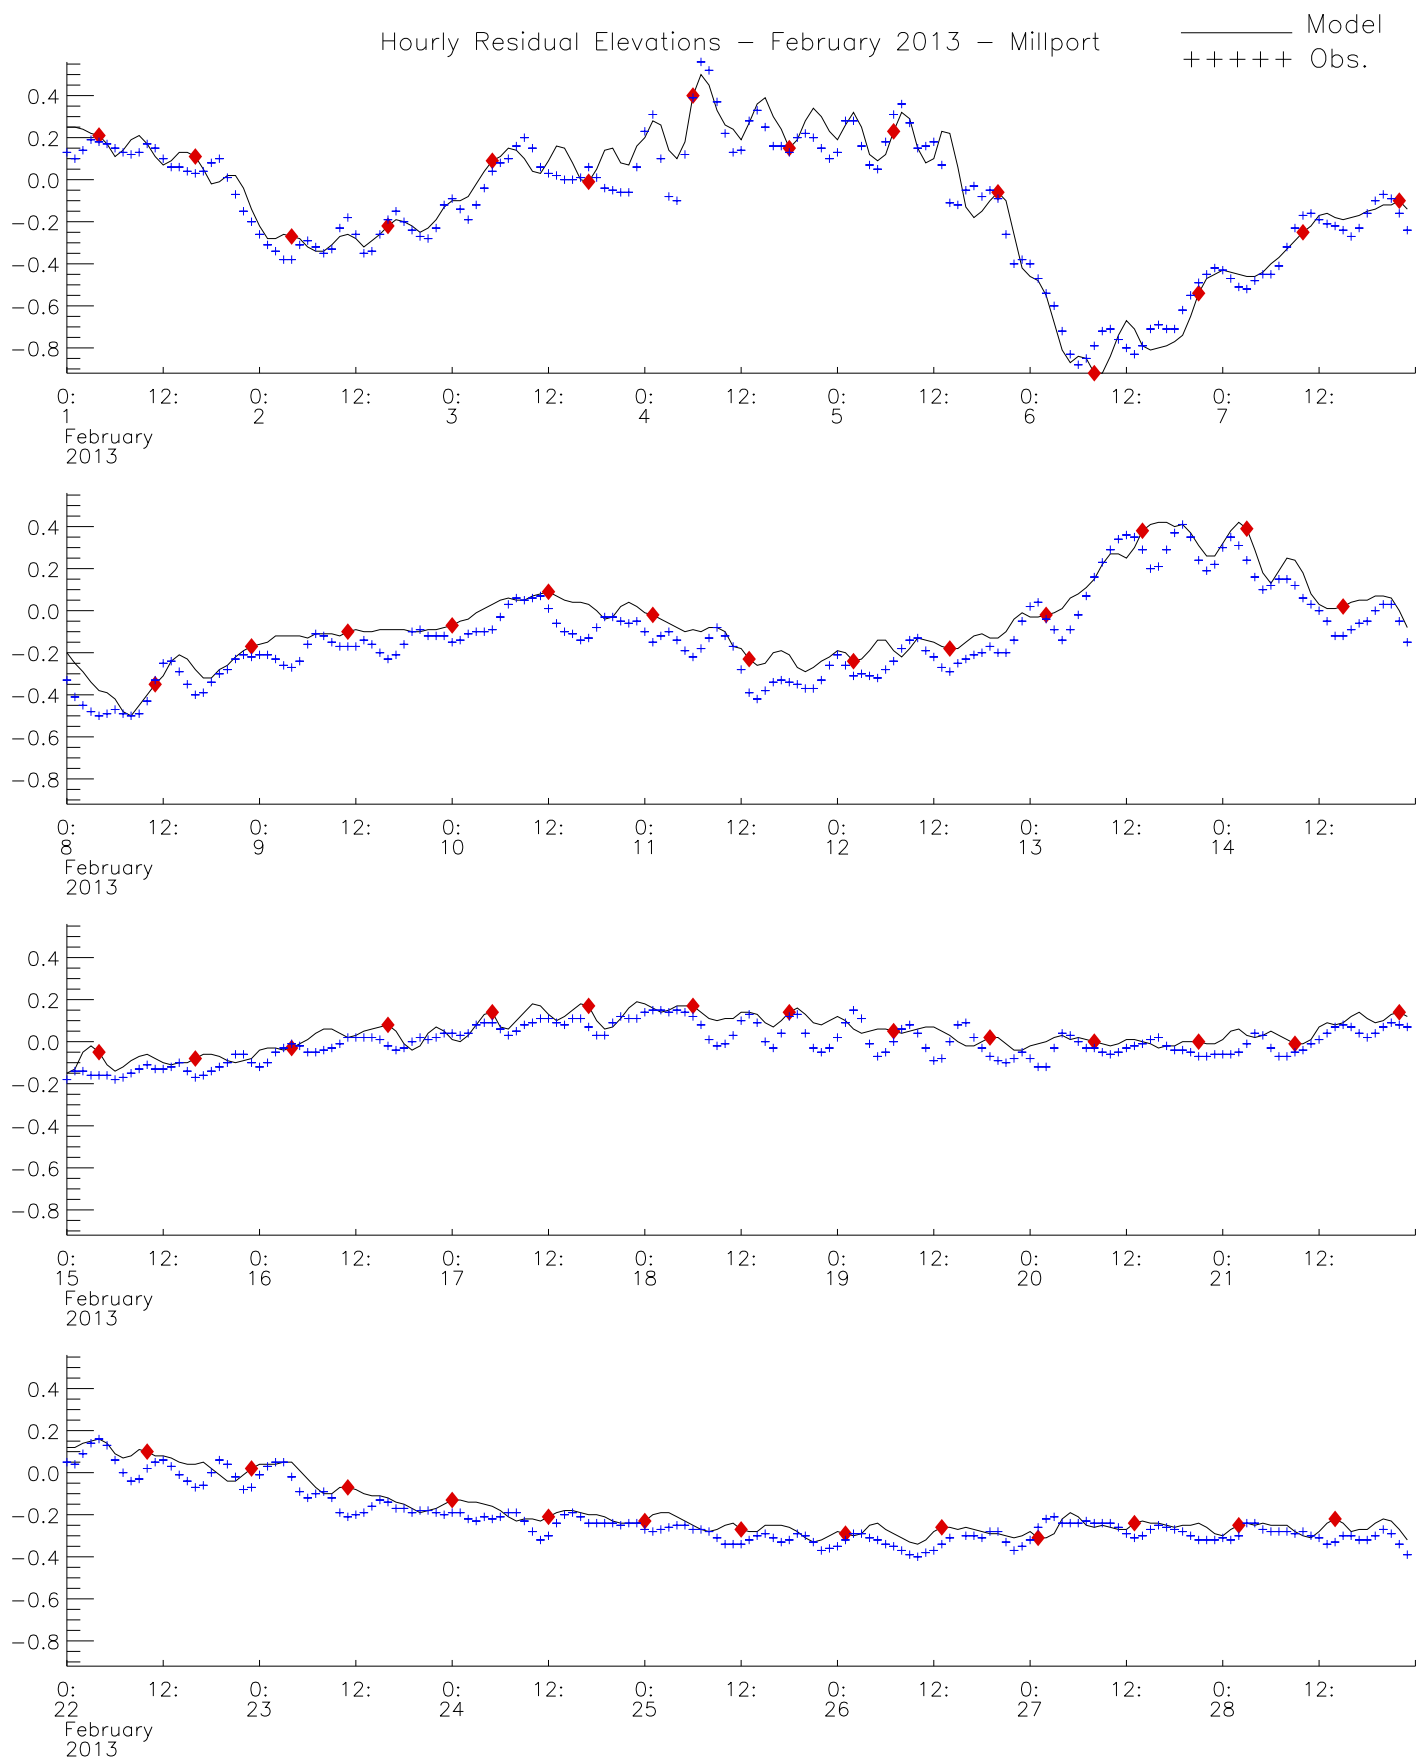 Hourly Residual Elevations – February 2013 – Millport
Model
+++++ Obs.
0.4
0.2
0.0
−0.2
−0.4
−0.6
−0.8
0: 12: 0: 12: 0: 12: 0: 12: 0: 12: 0: 12: 0: 12:
1 2 3 4 5 6 7
February
2013
0.4
0.2
0.0
−0.2
−0.4
−0.6
−0.8
0: 12: 0: 12: 0: 12: 0: 12: 0: 12: 0: 12: 0: 12:
8 9 10 11 12 13 14
February
2013
0.4
0.2
0.0
−0.2
−0.4
−0.6
−0.8
0: 12: 0: 12: 0: 12: 0: 12: 0: 12: 0: 12: 0: 12:
15 16 17 18 19 20 21
February
2013
0.4
0.2
0.0
−0.2
−0.4
−0.6
−0.8
0: 12: 0: 12: 0: 12: 0: 12: 0: 12: 0: 12: 0: 12:
22 23 24 25 26 27 28
February
2013